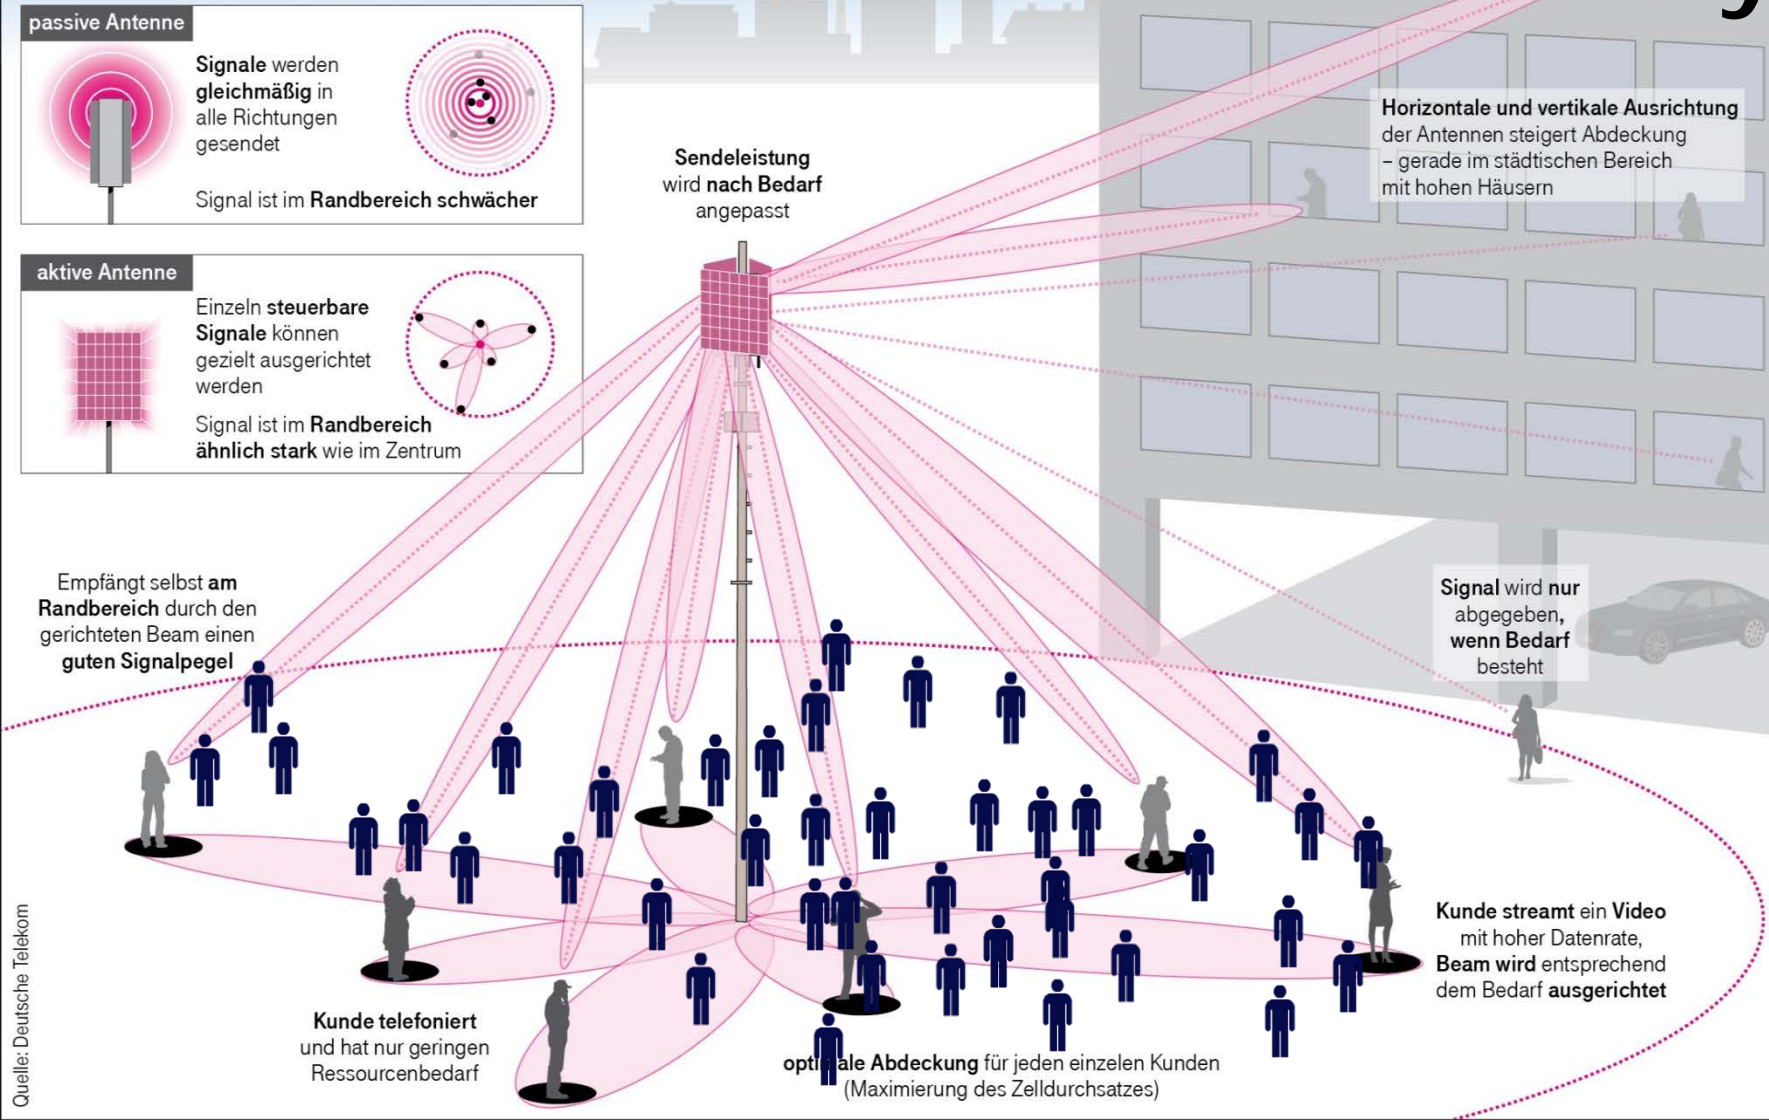 passive Antenne
Signale werden
gleichmäßig in
alle Richtungen
gesendet
Signal ist im Randbereich schwächer
aktive Antenne
Einzeln steuerbare
Signale können
gezielt ausgerichtet
werden
Signal ist im Randbereich
ähnlich stark wie im Zentrum
Sendeleistung
wird nach Bedarf
angepasst
Horizontale und vertikale Ausrichtung
der Antennen steigert Abdeckung
– gerade im städtischen Bereich
mit hohen Häusern
Empfängt selbst am
Randbereich durch den
gerichteten Beam einen
guten Signalpegel
Signal wird nur
abgegeben,
wenn Bedarf
besteht
Kunde streamt ein Video
mit hoher Datenrate,
Beam wird entsprechend
dem Bedarf ausgerichtet
Kunde telefoniert
und hat nur geringen
Ressourcenbedarf
optimale Abdeckung für jeden einzelen Kunden
(Maximierung des Zelldurchsatzes)
Quelle: Deutsche Telekom